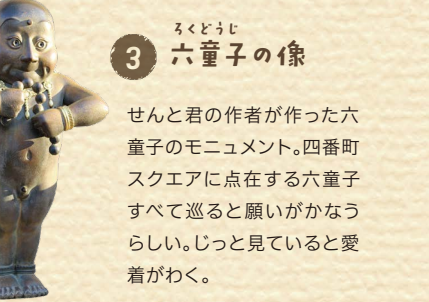 ろくどうじ
3 六童子の像
せんと君の作者が作った六
童子のモニュメント。四番町
スクエアに点在する六童子
すべて巡ると願いがかなう
らしい。じっと見ていると愛
着がわく。